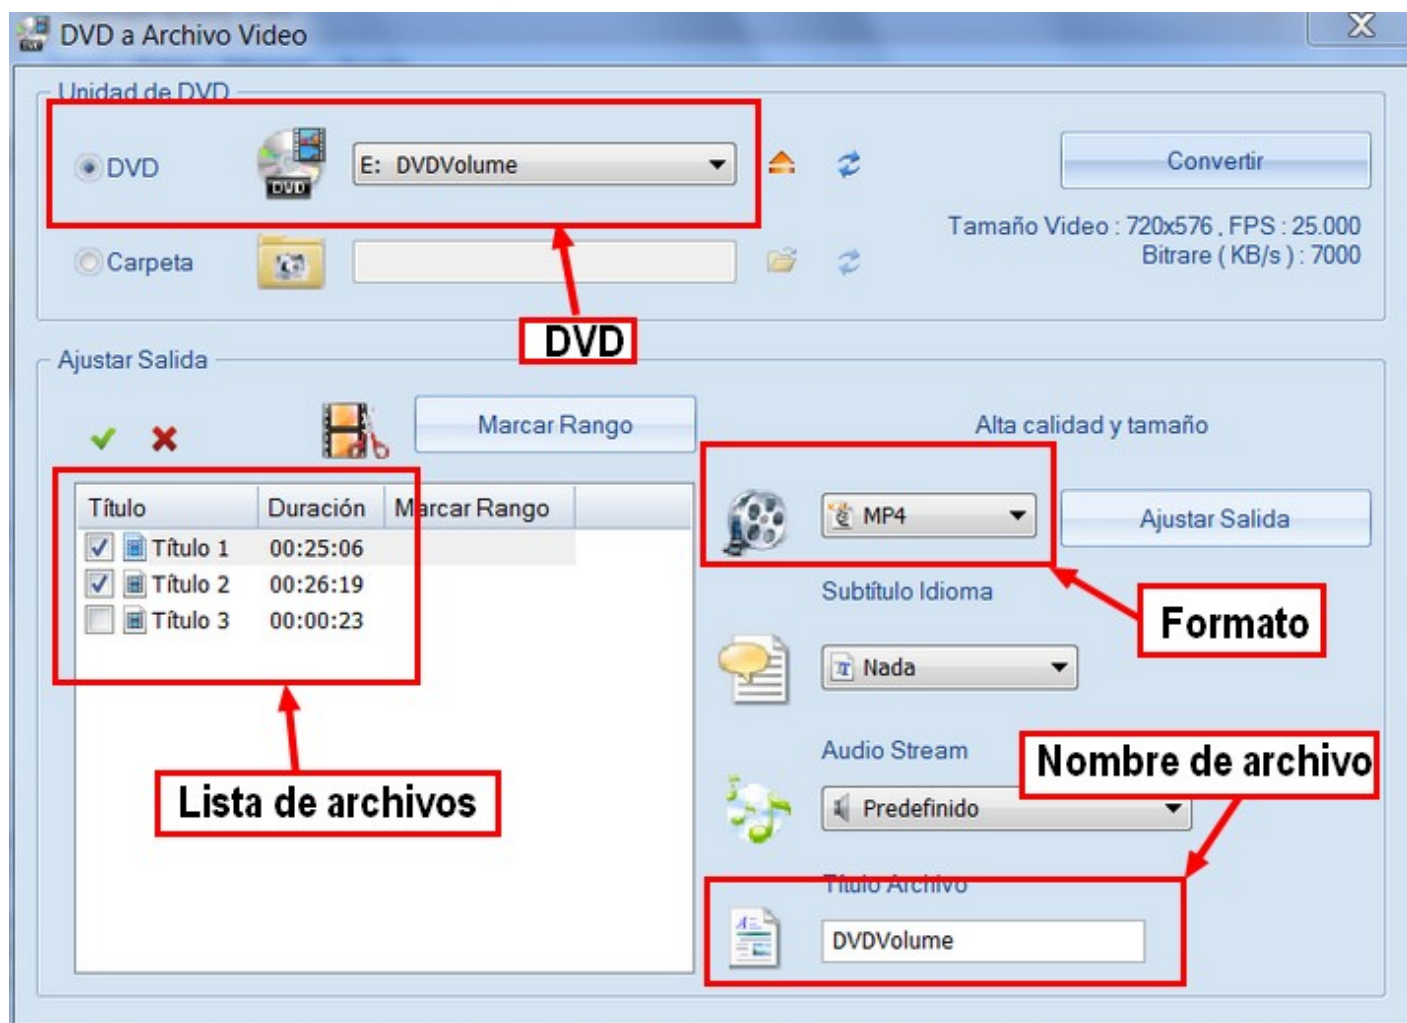 DVD a Archivo Video
Unidad de DVD
DVD
DVD
E: DVDVolume
Convertir
Tamaño Video : 720x576 , FPS : 25.000
Bitrare ( KB/s ) : 7000
Carpeta
DVD
Ajustar Salida
Marcar Rango
Alta calidad y tamaño
Título Duración Marcar Rango
Título 1 00:25:06
Título 2 00:26:19
Título 3 00:00:23
MP4
Ajustar Salida
Formato
Subtítulo Idioma
Nada
Lista de archivos
Audio Stream
Nombre de archivo
Predefinido
Título Archivo
DVDVolume